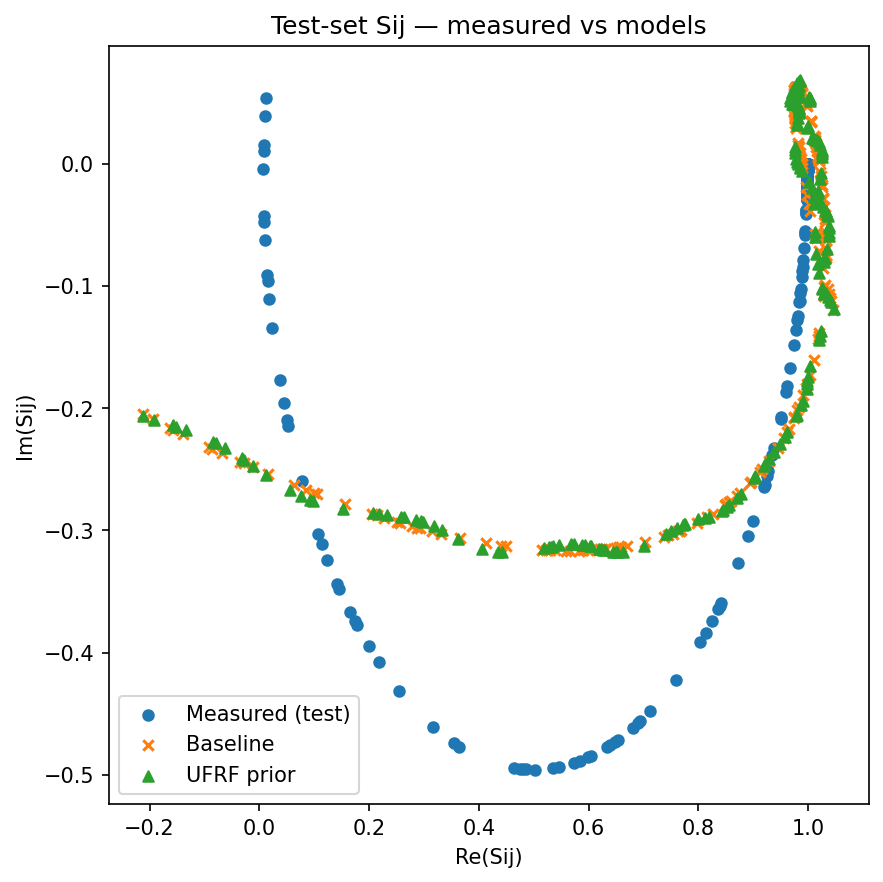 Test-set Sij — measured vs models
Im(Sij)
0.0
−0.1
−0.2
−0.3
−0.4
−0.5
Measured (test)
Baseline
UFRF prior
−0.2
0.0
0.2
0.4
0.6
0.8
1.0
Re(Sij)